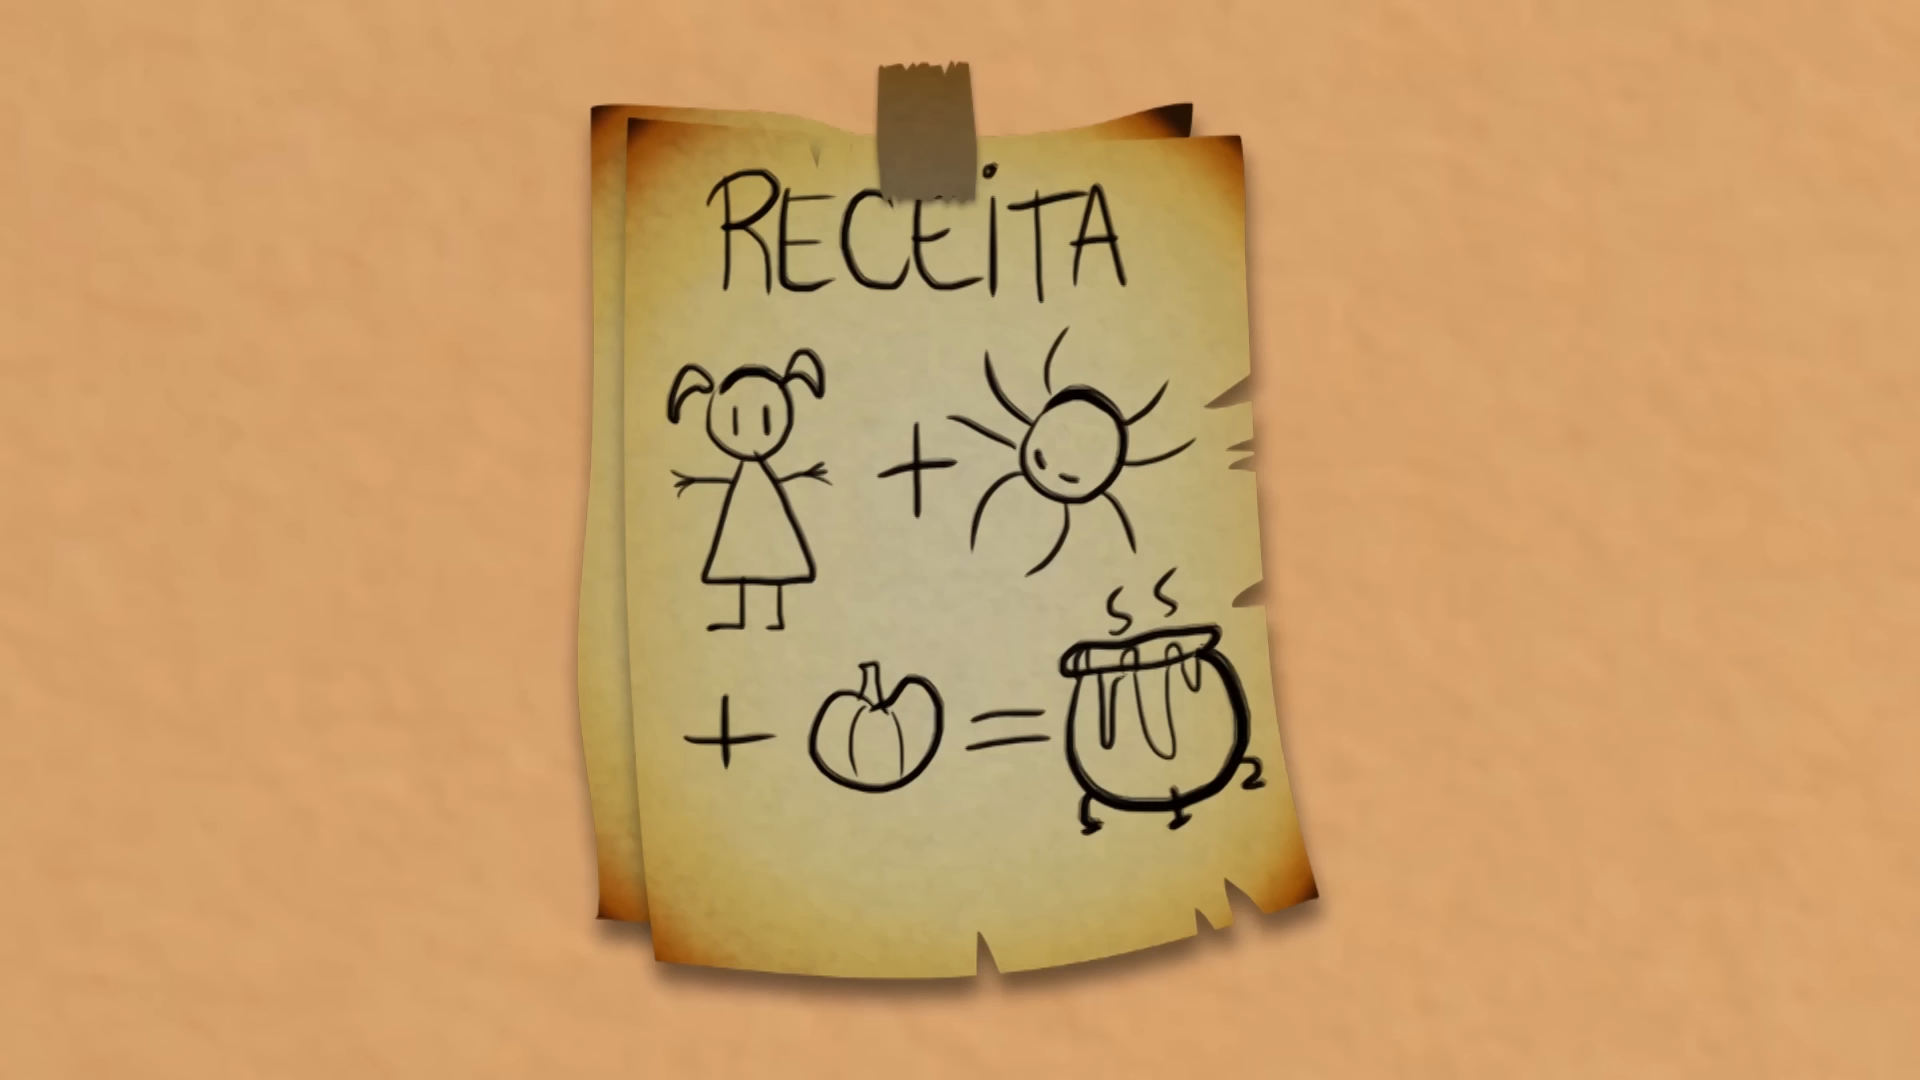 RECEiTA
+
+ =